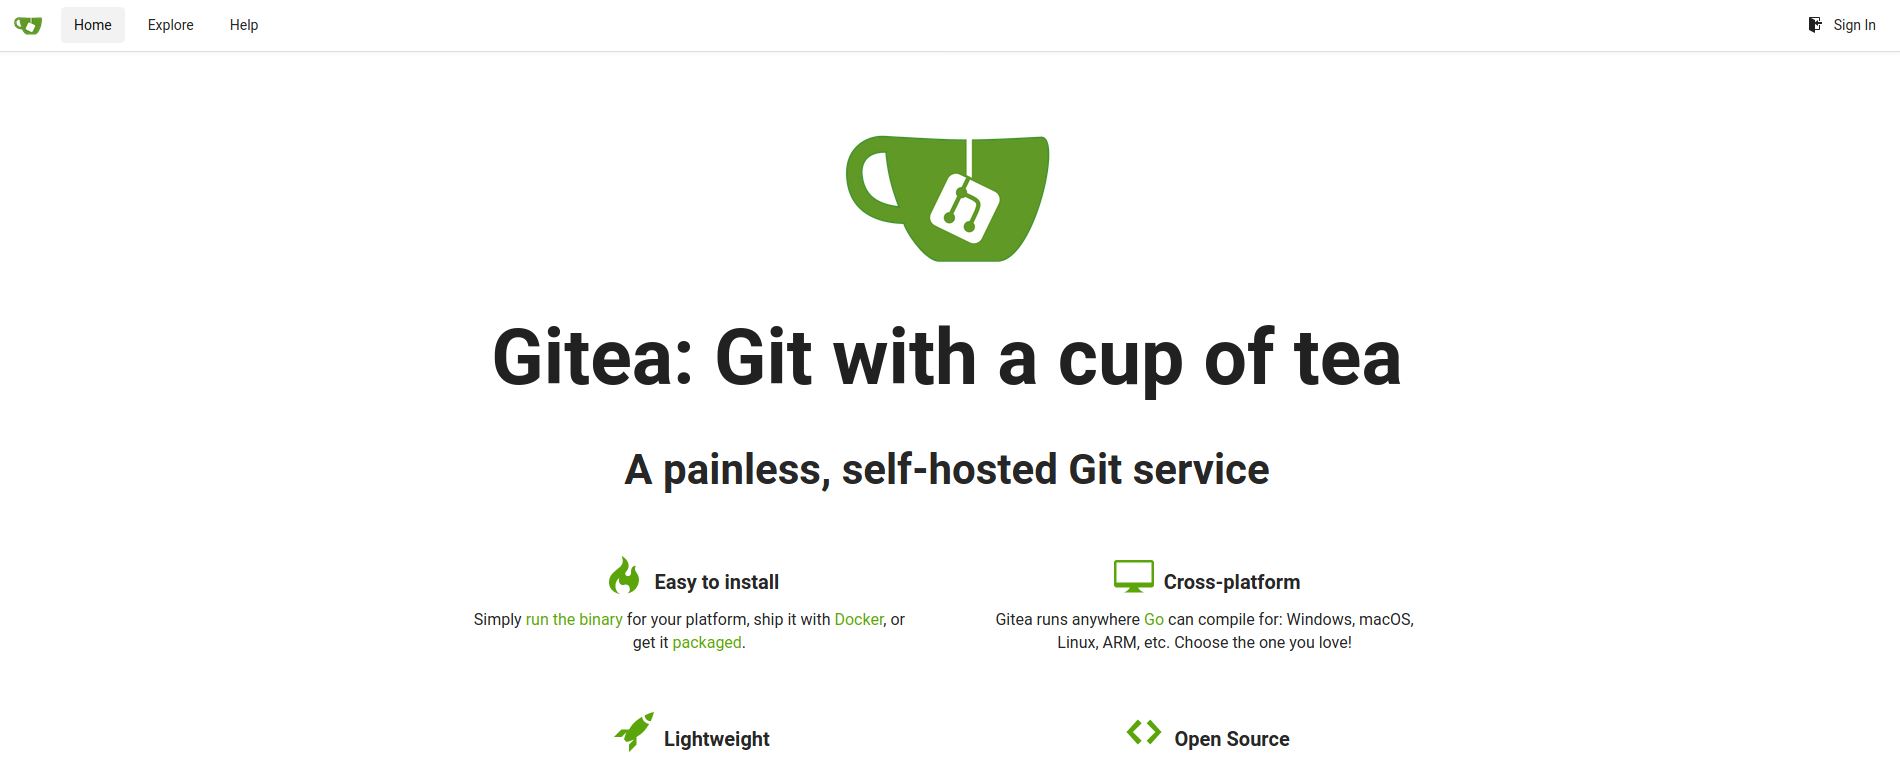 Home Explore Help Sign In
Gitea: Git with a cup of tea
A painless, self-hosted Git service
Easy to install
Simply run the binary for your platform, ship it with Docker, or
get it packaged.
Cross-platform
Gitea runs anywhere Go can compile for: Windows, macOS,
Linux, ARM, etc. Choose the one you love!
Lightweight
Open Source